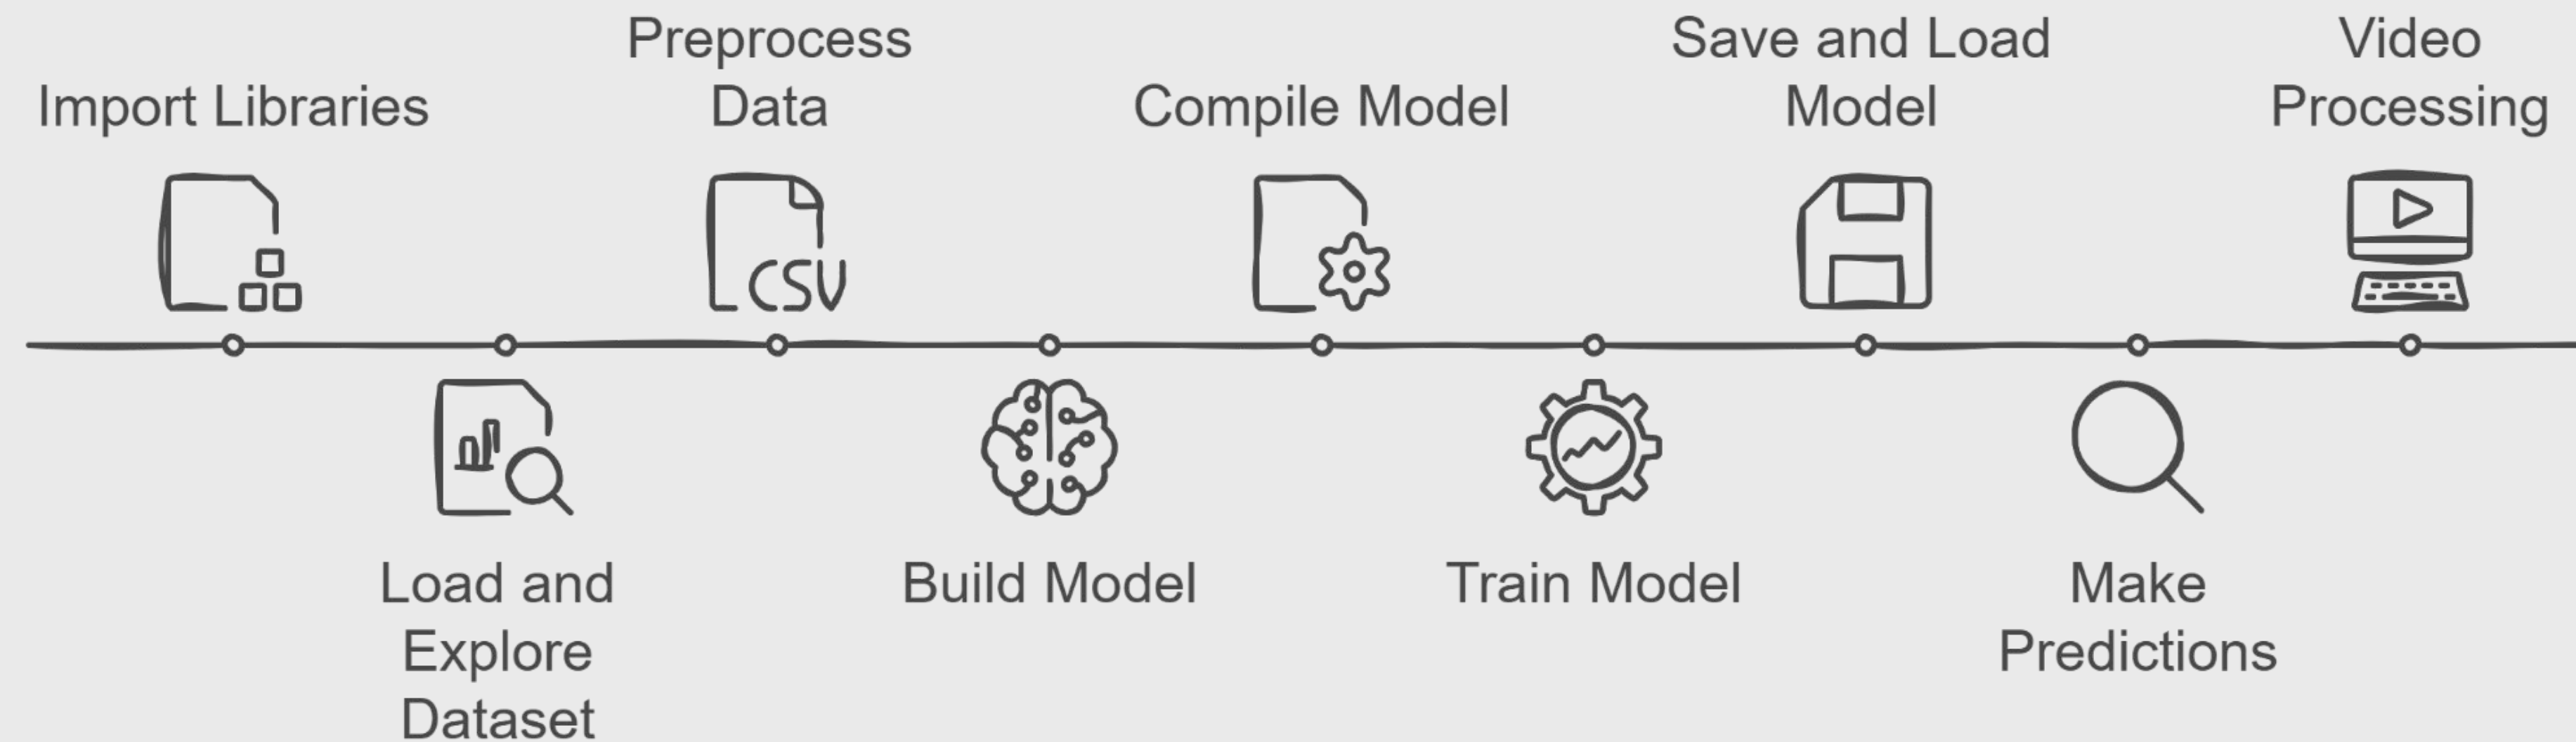 Import Libraries
Load and
Explore
Dataset
Preprocess
Data
CSV
Build Model
Compile Model
Train Model
Save and Load
Model
Make
Predictions
Video
Processing